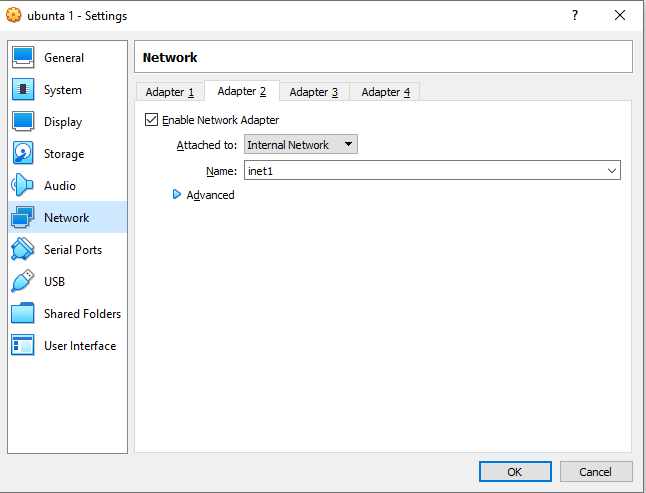 ubunta 1 - Settings
General
System
Display
Storage
Audio
Network
Serial Ports
USB
Shared Folders
User Interface
Network
Adapter 1 Adapter 2 Adapter 3 Adapter 4
Enable Network Adapter
Attached to: Internal Network
Name: inet1
Advanced
OK Cancel